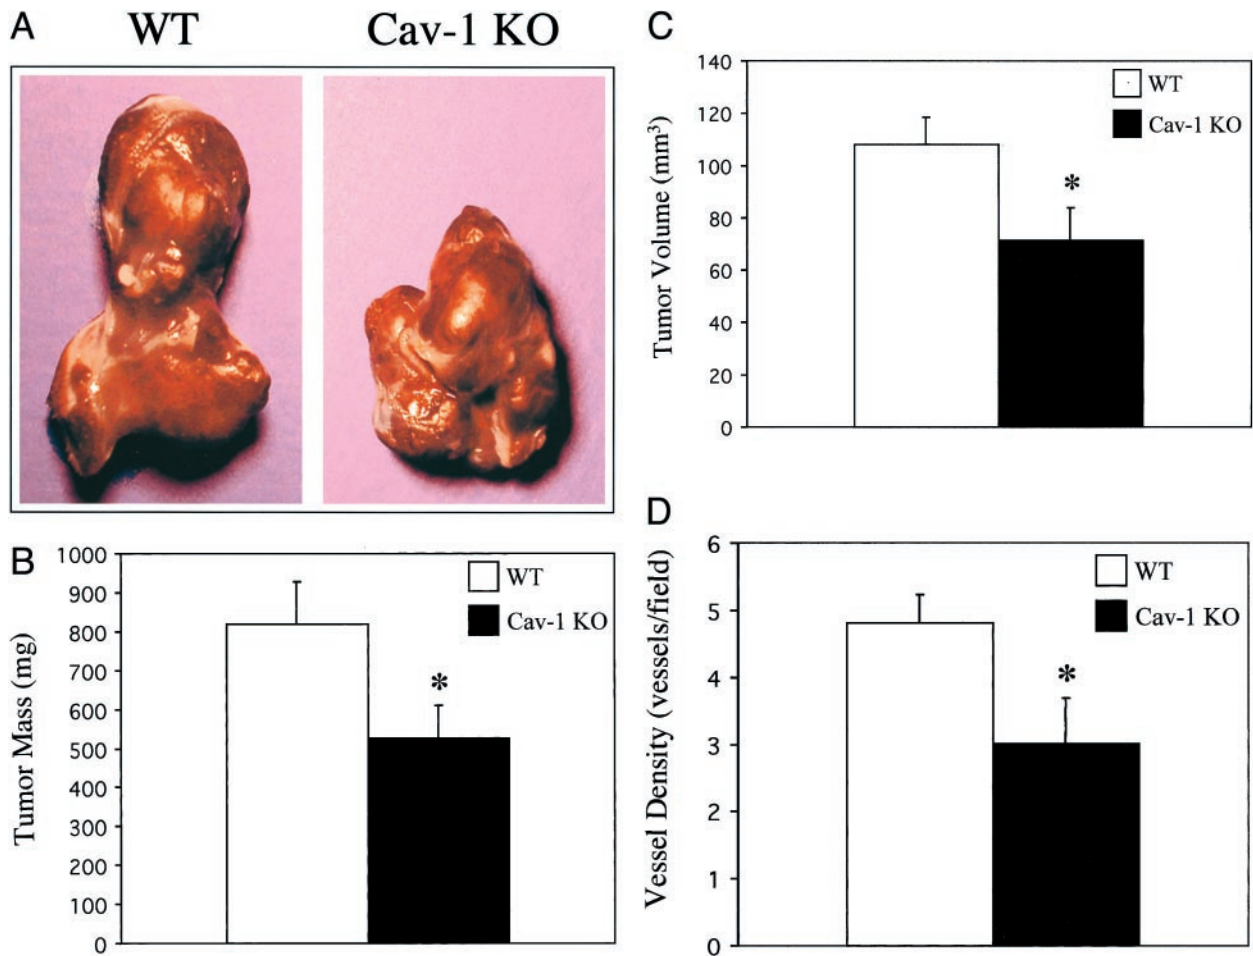 A
WT
Cav-1 KO
B
Tumor Mass (mg)
1000
900
800
700
600
500
400
300
200
100
0
WT
Cav-1 KO
*
C
Tumor Volume (mm³)
140
120
100
80
60
40
20
0
WT
Cav-1 KO
*
D
Vessel Density (vessels/field)
6
5
4
3
2
1
0
WT
Cav-1 KO
*